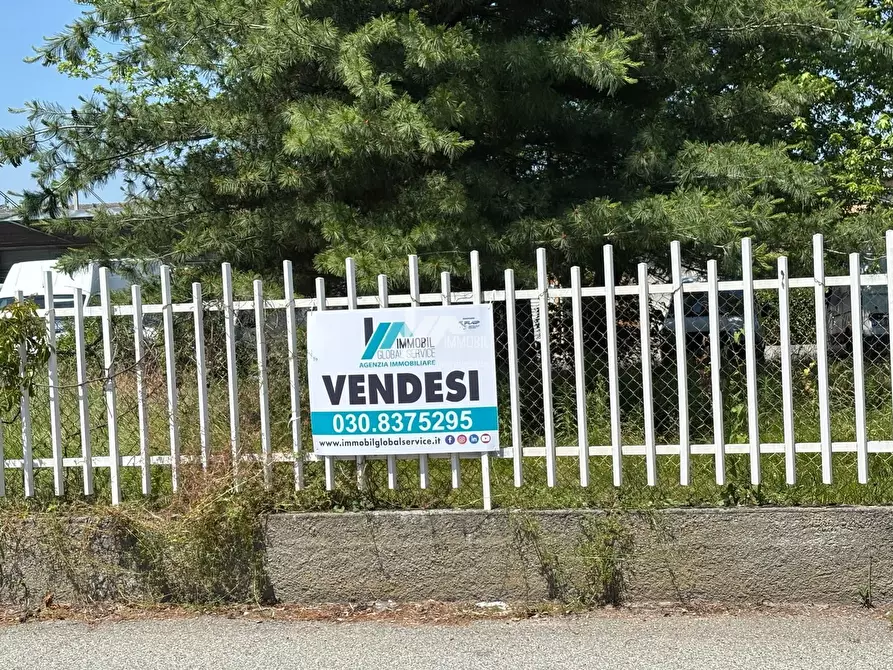 IMMOBIL
GLOBAL SERVICE
AGENZIA IMMOBILIARE
VENDESI
030.8375295
www.immobilglobalservice.it